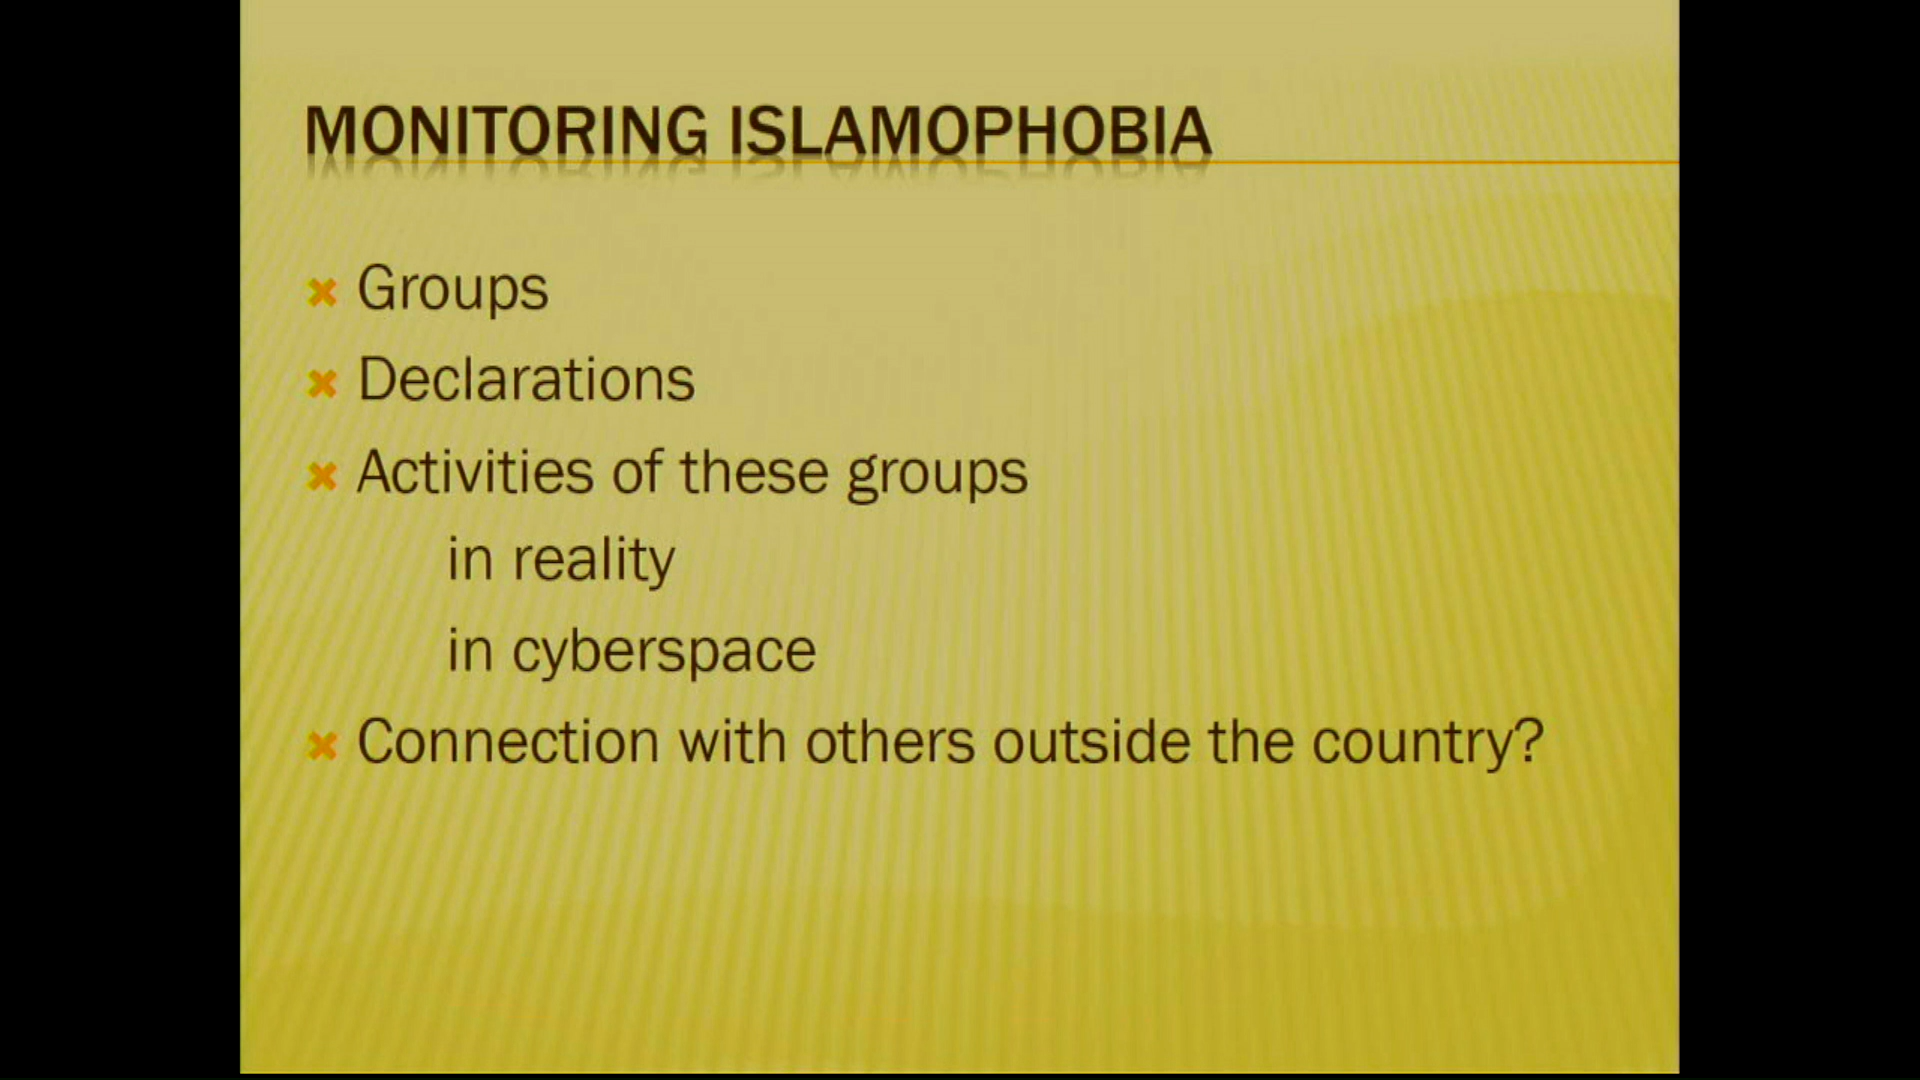 MONITORING ISLAMOPHOBIA
Groups
Declarations
Activities of these groups
in reality
in cyberspace
Connection with others outside the country?